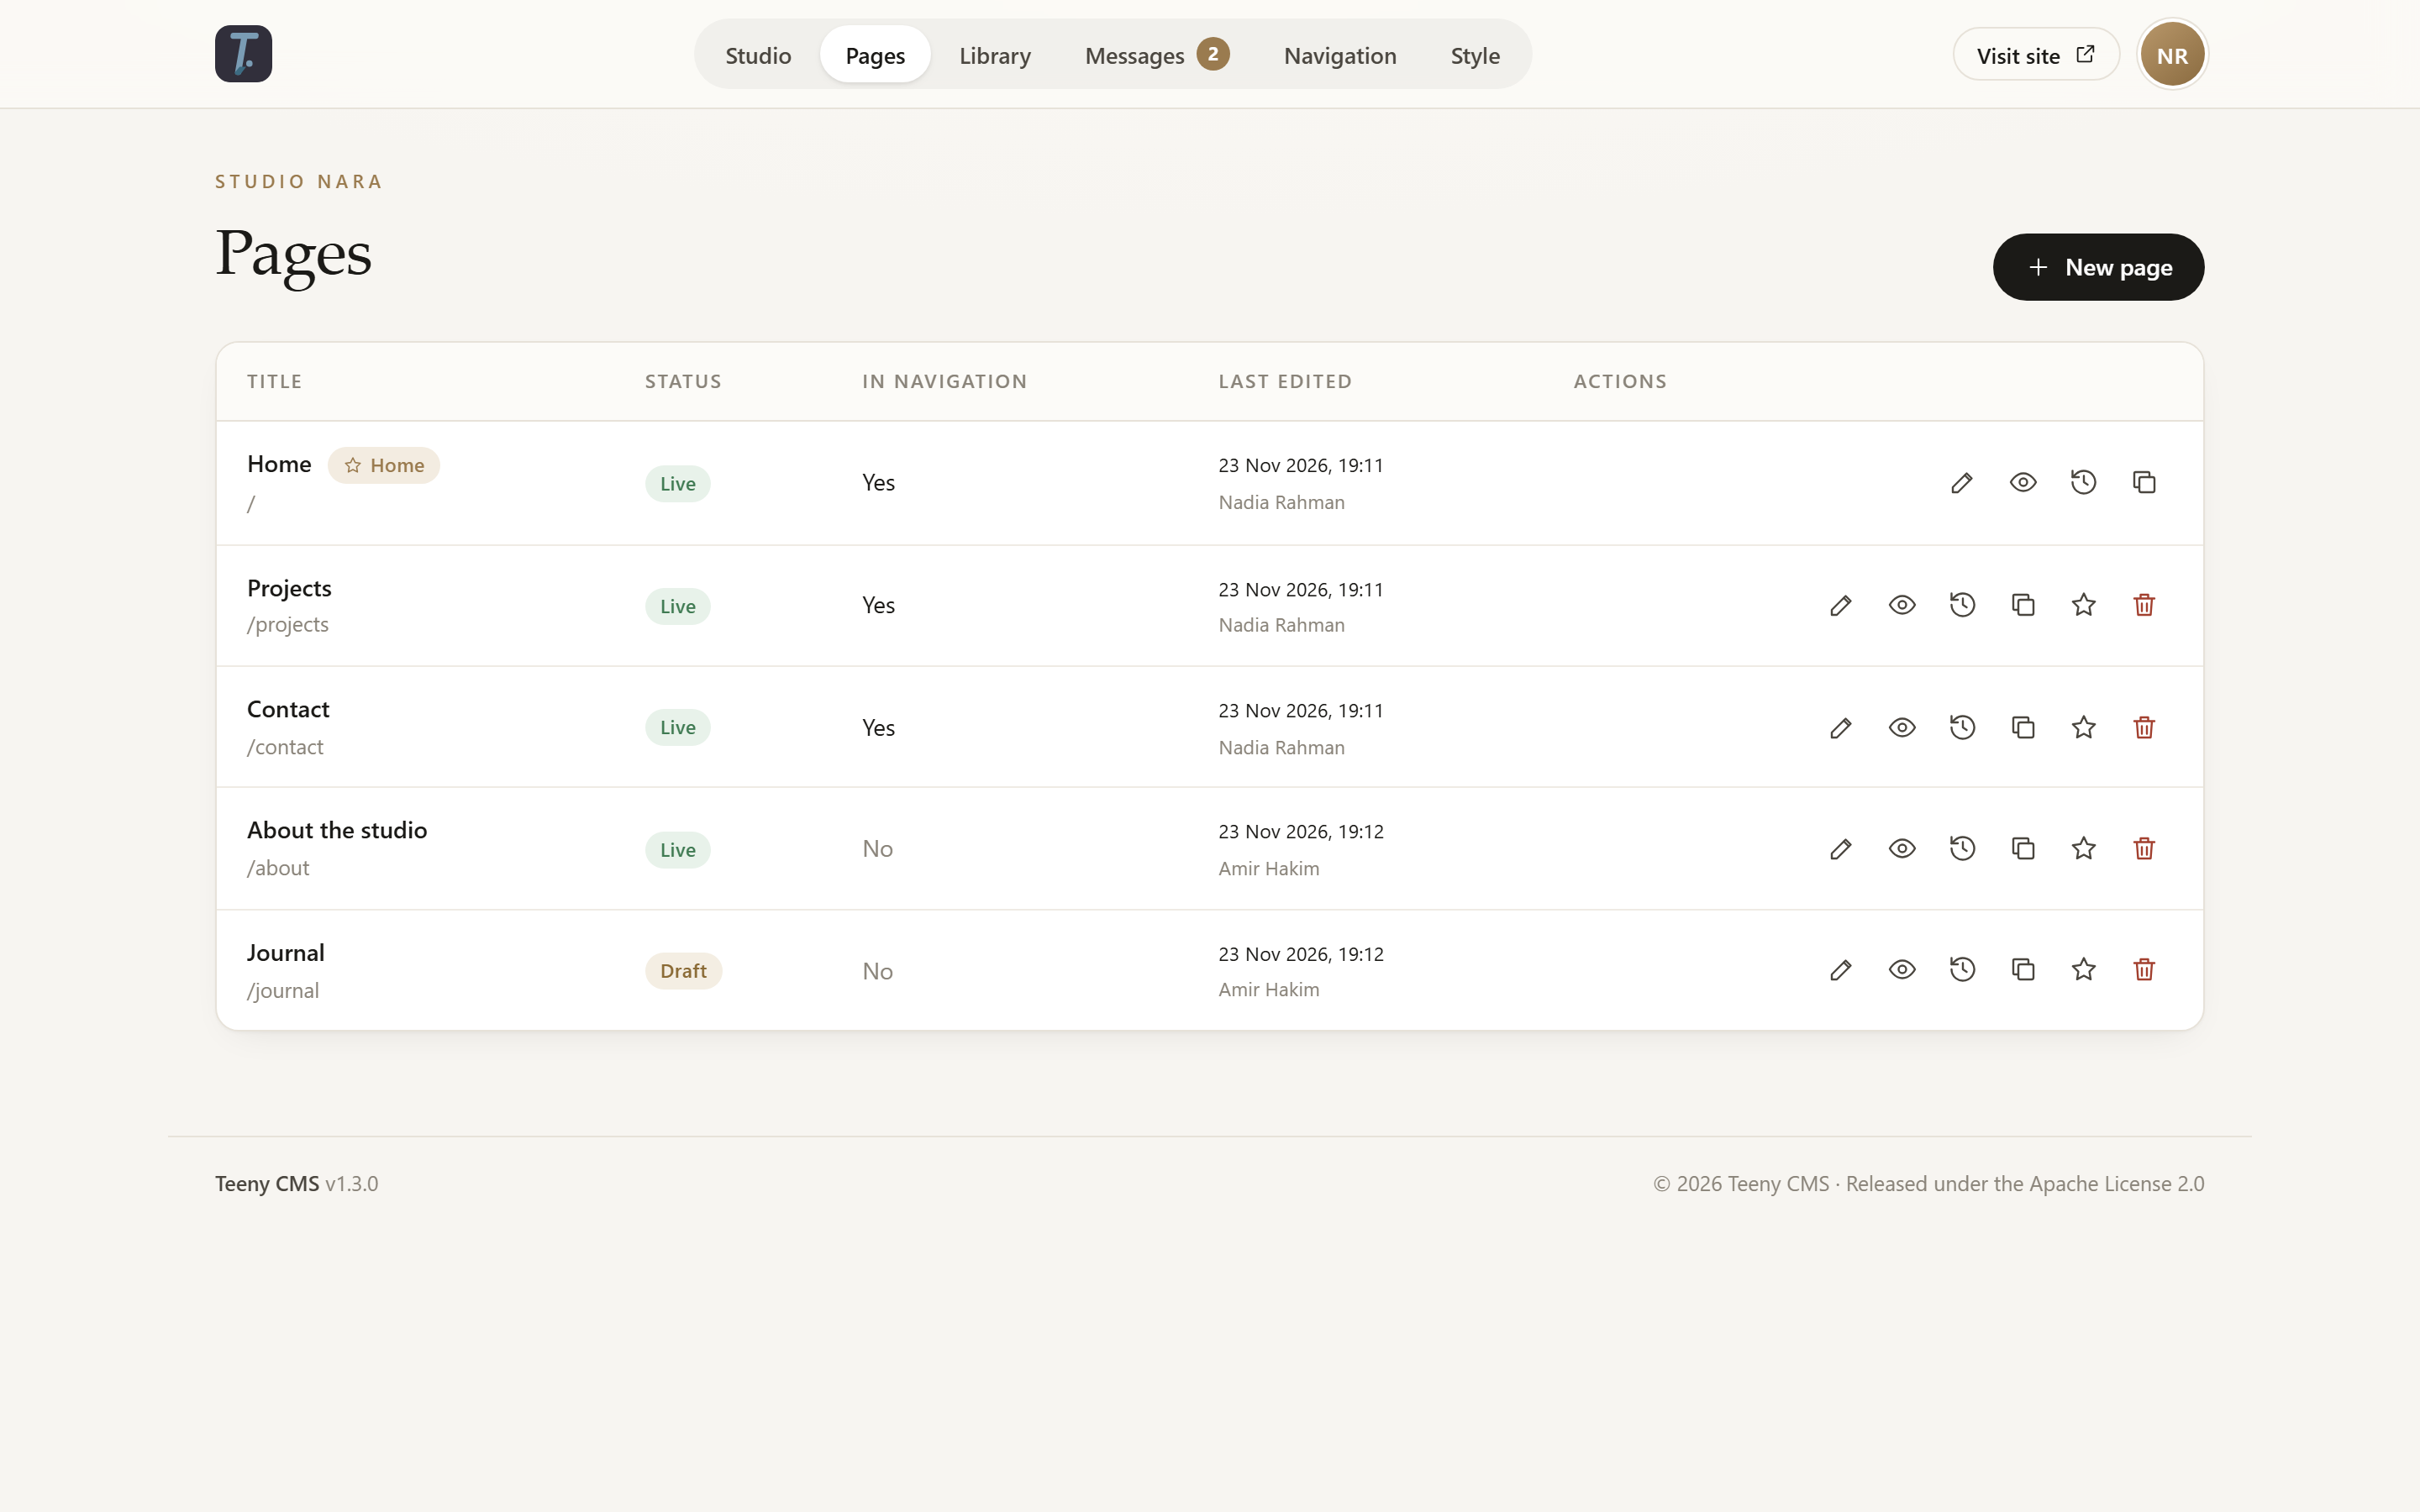 T.
Studio
Pages
Library
Messages 2
Navigation
Style
Visit site
NR
STUDIO NARA
Pages
New page
TITLE
STATUS
IN NAVIGATION
LAST EDITED
ACTIONS
Home
Home
/
Live
Yes
23 Nov 2026, 19:11
Nadia Rahman
Projects
/projects
Live
Yes
23 Nov 2026, 19:11
Nadia Rahman
Contact
/contact
Live
Yes
23 Nov 2026, 19:11
Nadia Rahman
About the studio
/about
Live
No
23 Nov 2026, 19:12
Amir Hakim
Journal
/journal
Draft
No
23 Nov 2026, 19:12
Amir Hakim
Teeny CMS v1.3.0
© 2026 Teeny CMS · Released under the Apache License 2.0